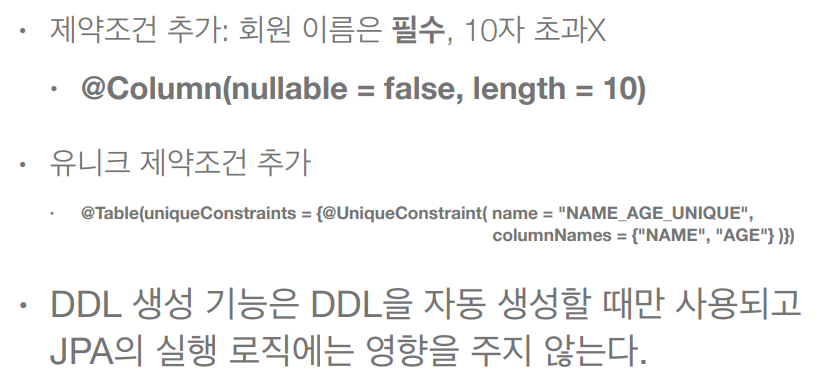 • 제약조건 추가: 회원 이름은 필수, 10자 초과X
• @Column(nullable = false, length = 10)
• 유니크 제약조건 추가
• @Table(uniqueConstraints = {@UniqueConstraint( name = "NAME_AGE_UNIQUE",
columnNames = {"NAME", "AGE"} )})
• DDL 생성 기능은 DDL을 자동 생성할 때만 사용되고
JPA의 실행 로직에는 영향을 주지 않는다.